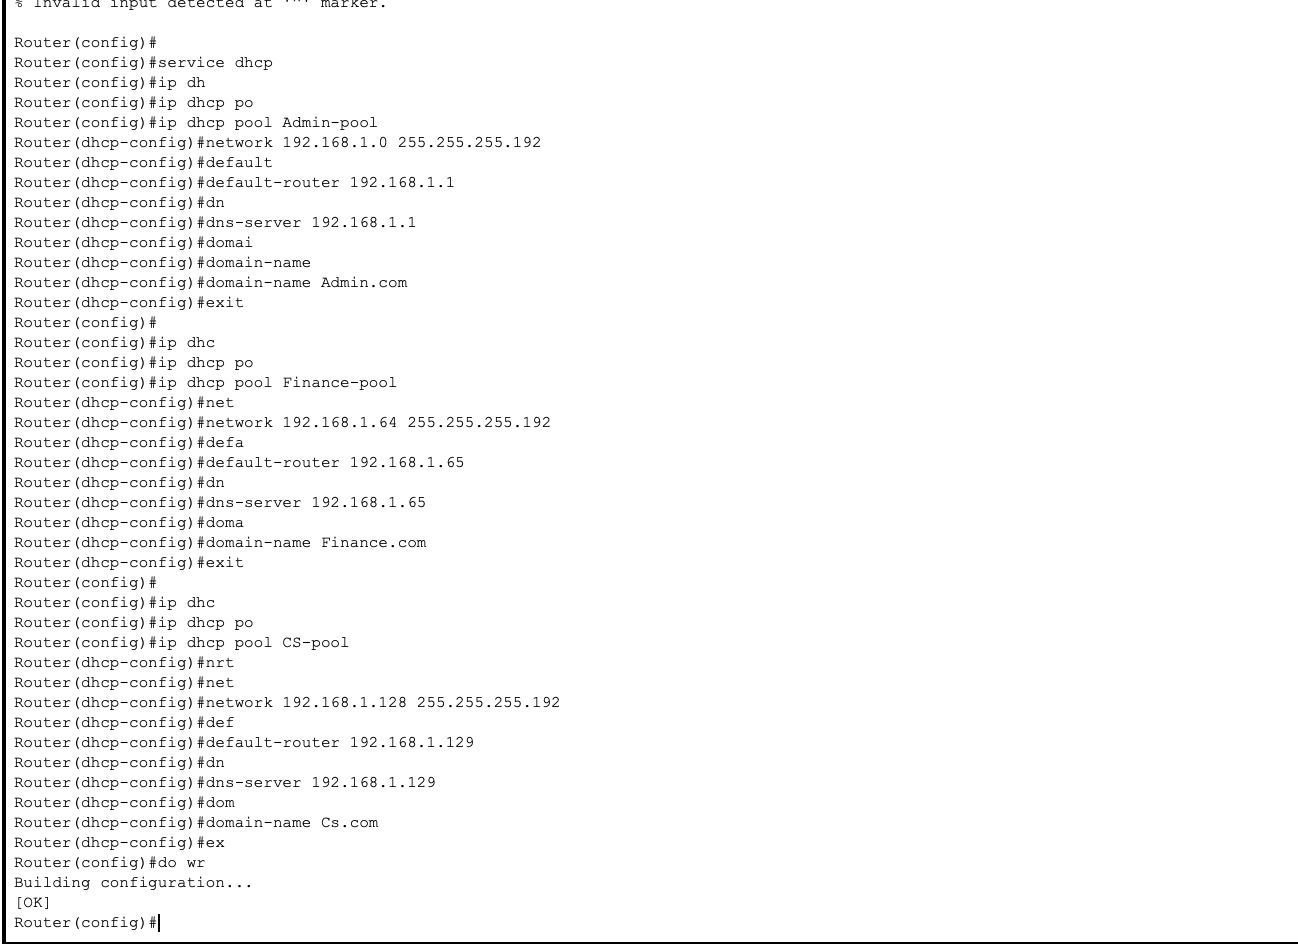 % Invalid input detected at '^' marker.
Router(config)#
Router(config)#service dhcp
Router(config)#ip dh
Router(config)#ip dhcp po
Router(config)#ip dhcp pool Admin-pool
Router(dhcp-config)#network 192.168.1.0 255.255.255.192
Router(dhcp-config)#default
Router(dhcp-config)#default-router 192.168.1.1
Router(dhcp-config)#dn
Router(dhcp-config)#dns-server 192.168.1.1
Router(dhcp-config)#domai
Router(dhcp-config)#domain-name
Router(dhcp-config)#domain-name Admin.com
Router(dhcp-config)#exit
Router(config)#
Router(config)#ip dhc
Router(config)#ip dhcp po
Router(config)#ip dhcp pool Finance-pool
Router(dhcp-config)#net
Router(dhcp-config)#network 192.168.1.64 255.255.255.192
Router(dhcp-config)#defa
Router(dhcp-config)#default-router 192.168.1.65
Router(dhcp-config)#dn
Router(dhcp-config)#dns-server 192.168.1.65
Router(dhcp-config)#doma
Router(dhcp-config)#domain-name Finance.com
Router(dhcp-config)#exit
Router(config)#
Router(config)#ip dhc
Router(config)#ip dhcp po
Router(config)#ip dhcp pool CS-pool
Router(dhcp-config)#nrt
Router(dhcp-config)#net
Router(dhcp-config)#network 192.168.1.128 255.255.255.192
Router(dhcp-config)#def
Router(dhcp-config)#default-router 192.168.1.129
Router(dhcp-config)#dn
Router(dhcp-config)#dns-server 192.168.1.129
Router(dhcp-config)#dom
Router(dhcp-config)#domain-name Cs.com
Router(dhcp-config)#ex
Router(config)#do wr
Building configuration...
[OK]
Router(config)#